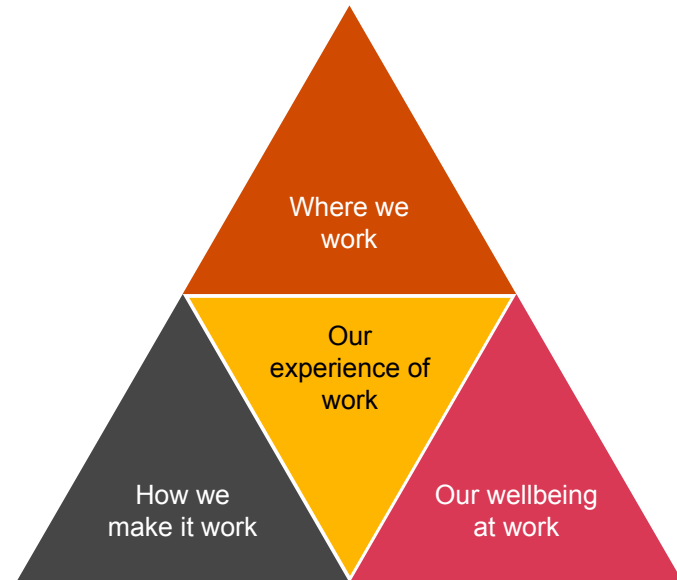 Where we
work
Our
experience of
work
How we
make it work
Our wellbeing
at work